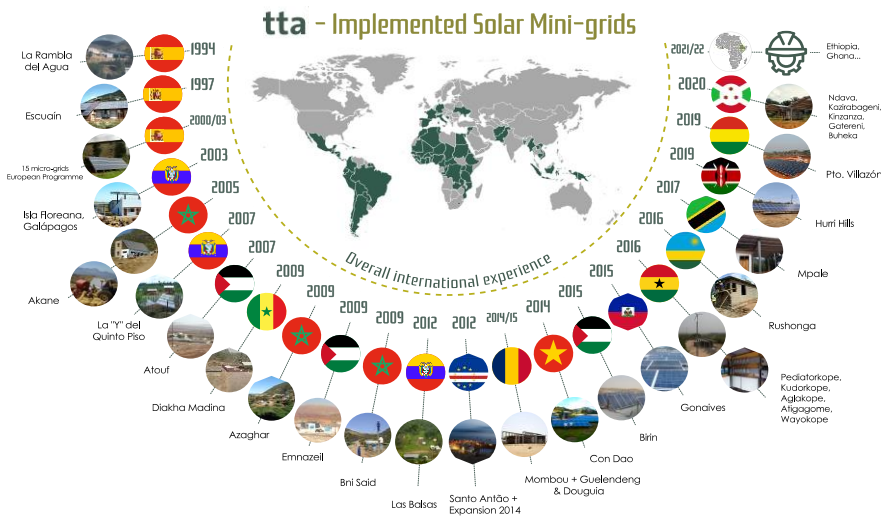 tta - Implemented Solar Mini-grids
Overall international experience
1994
La Rambla
del Agua
1997
Escuain
2000/03
15 micro-grids
European Programme
2003
Isla Floreana,
Galápagos
2005
Akane
2007
La "Y" del
Quinto Piso
2007
Atouf
2009
Diakha Madina
2009
Azaghar
2009
Emnazeil
2009
Bni Said
2012
Las Balsas
2012
Santo Antão +
Expansion 2014
2014/15
Mombou + Guelendeng
& Douguia
2014
Con Dao
2015
Birin
2015
Gonaives
2016
Pediatorkope,
Kudorkope,
Aglakope,
Atigagome,
Wayokope
2016
Rushonga
2017
Mpale
2019
Hurri Hills
2019
Pto. Villazón
2020
Ndava,
Kazirabageni,
Kinzanza,
Gatereni,
Buheka
2021/22
Ethiopia,
Ghana...